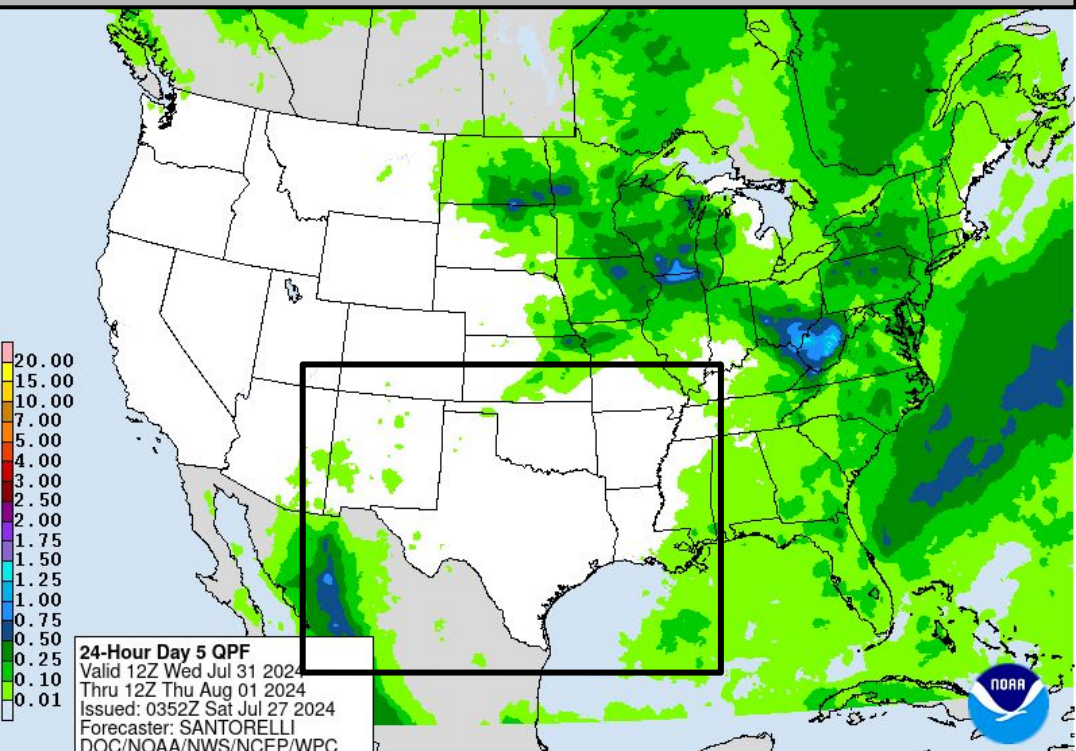 20.00
15.00
10.00
7.00
5.00
4.00
3.00
2.50
2.00
1.75
1.50
1.25
1.00
0.75
0.50
0.25
0.10
0.01
24-Hour Day 5 QPF
Valid 12Z Wed Jul 31 2024
Thru 12Z Thu Aug 01 2024
Issued: 0352Z Sat Jul 27 2024
Forecaster: SANTORELLI
DOC/NOAA/NWS/NCEP/WPC
NOAA